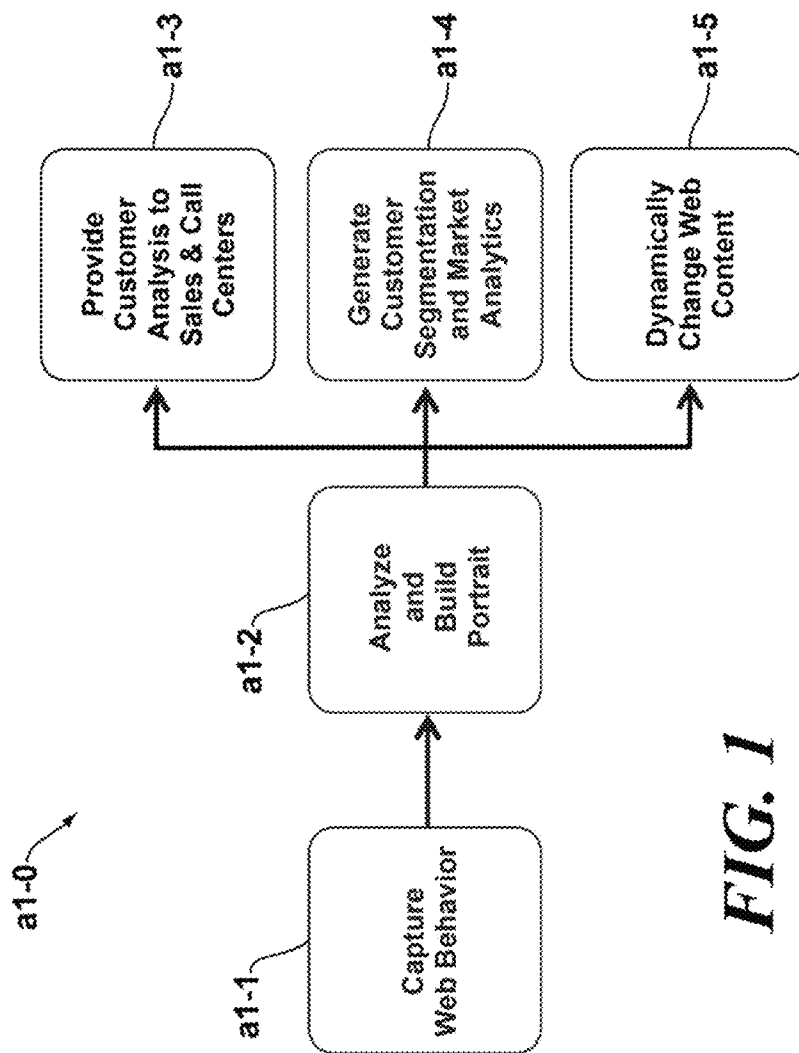 a1-0
a1-1
Capture
Web Behavior
a1-2
Analyze
and
Build
Portrait
a1-3
Provide
Customer
Analysis to
Sales & Call
Centers
a1-4
Generate
Customer
Segmentation
and Market
Analytics
a1-5
Dynamically
Change Web
Content
FIG. 1